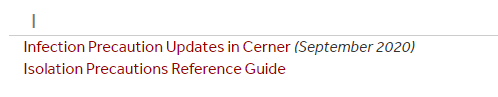 I
Infection Precaution Updates in Cerner (September 2020)
Isolation Precautions Reference Guide